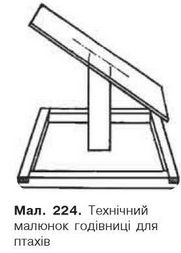 Мал. 224. Технічний
малюнок годівниці для
птахів